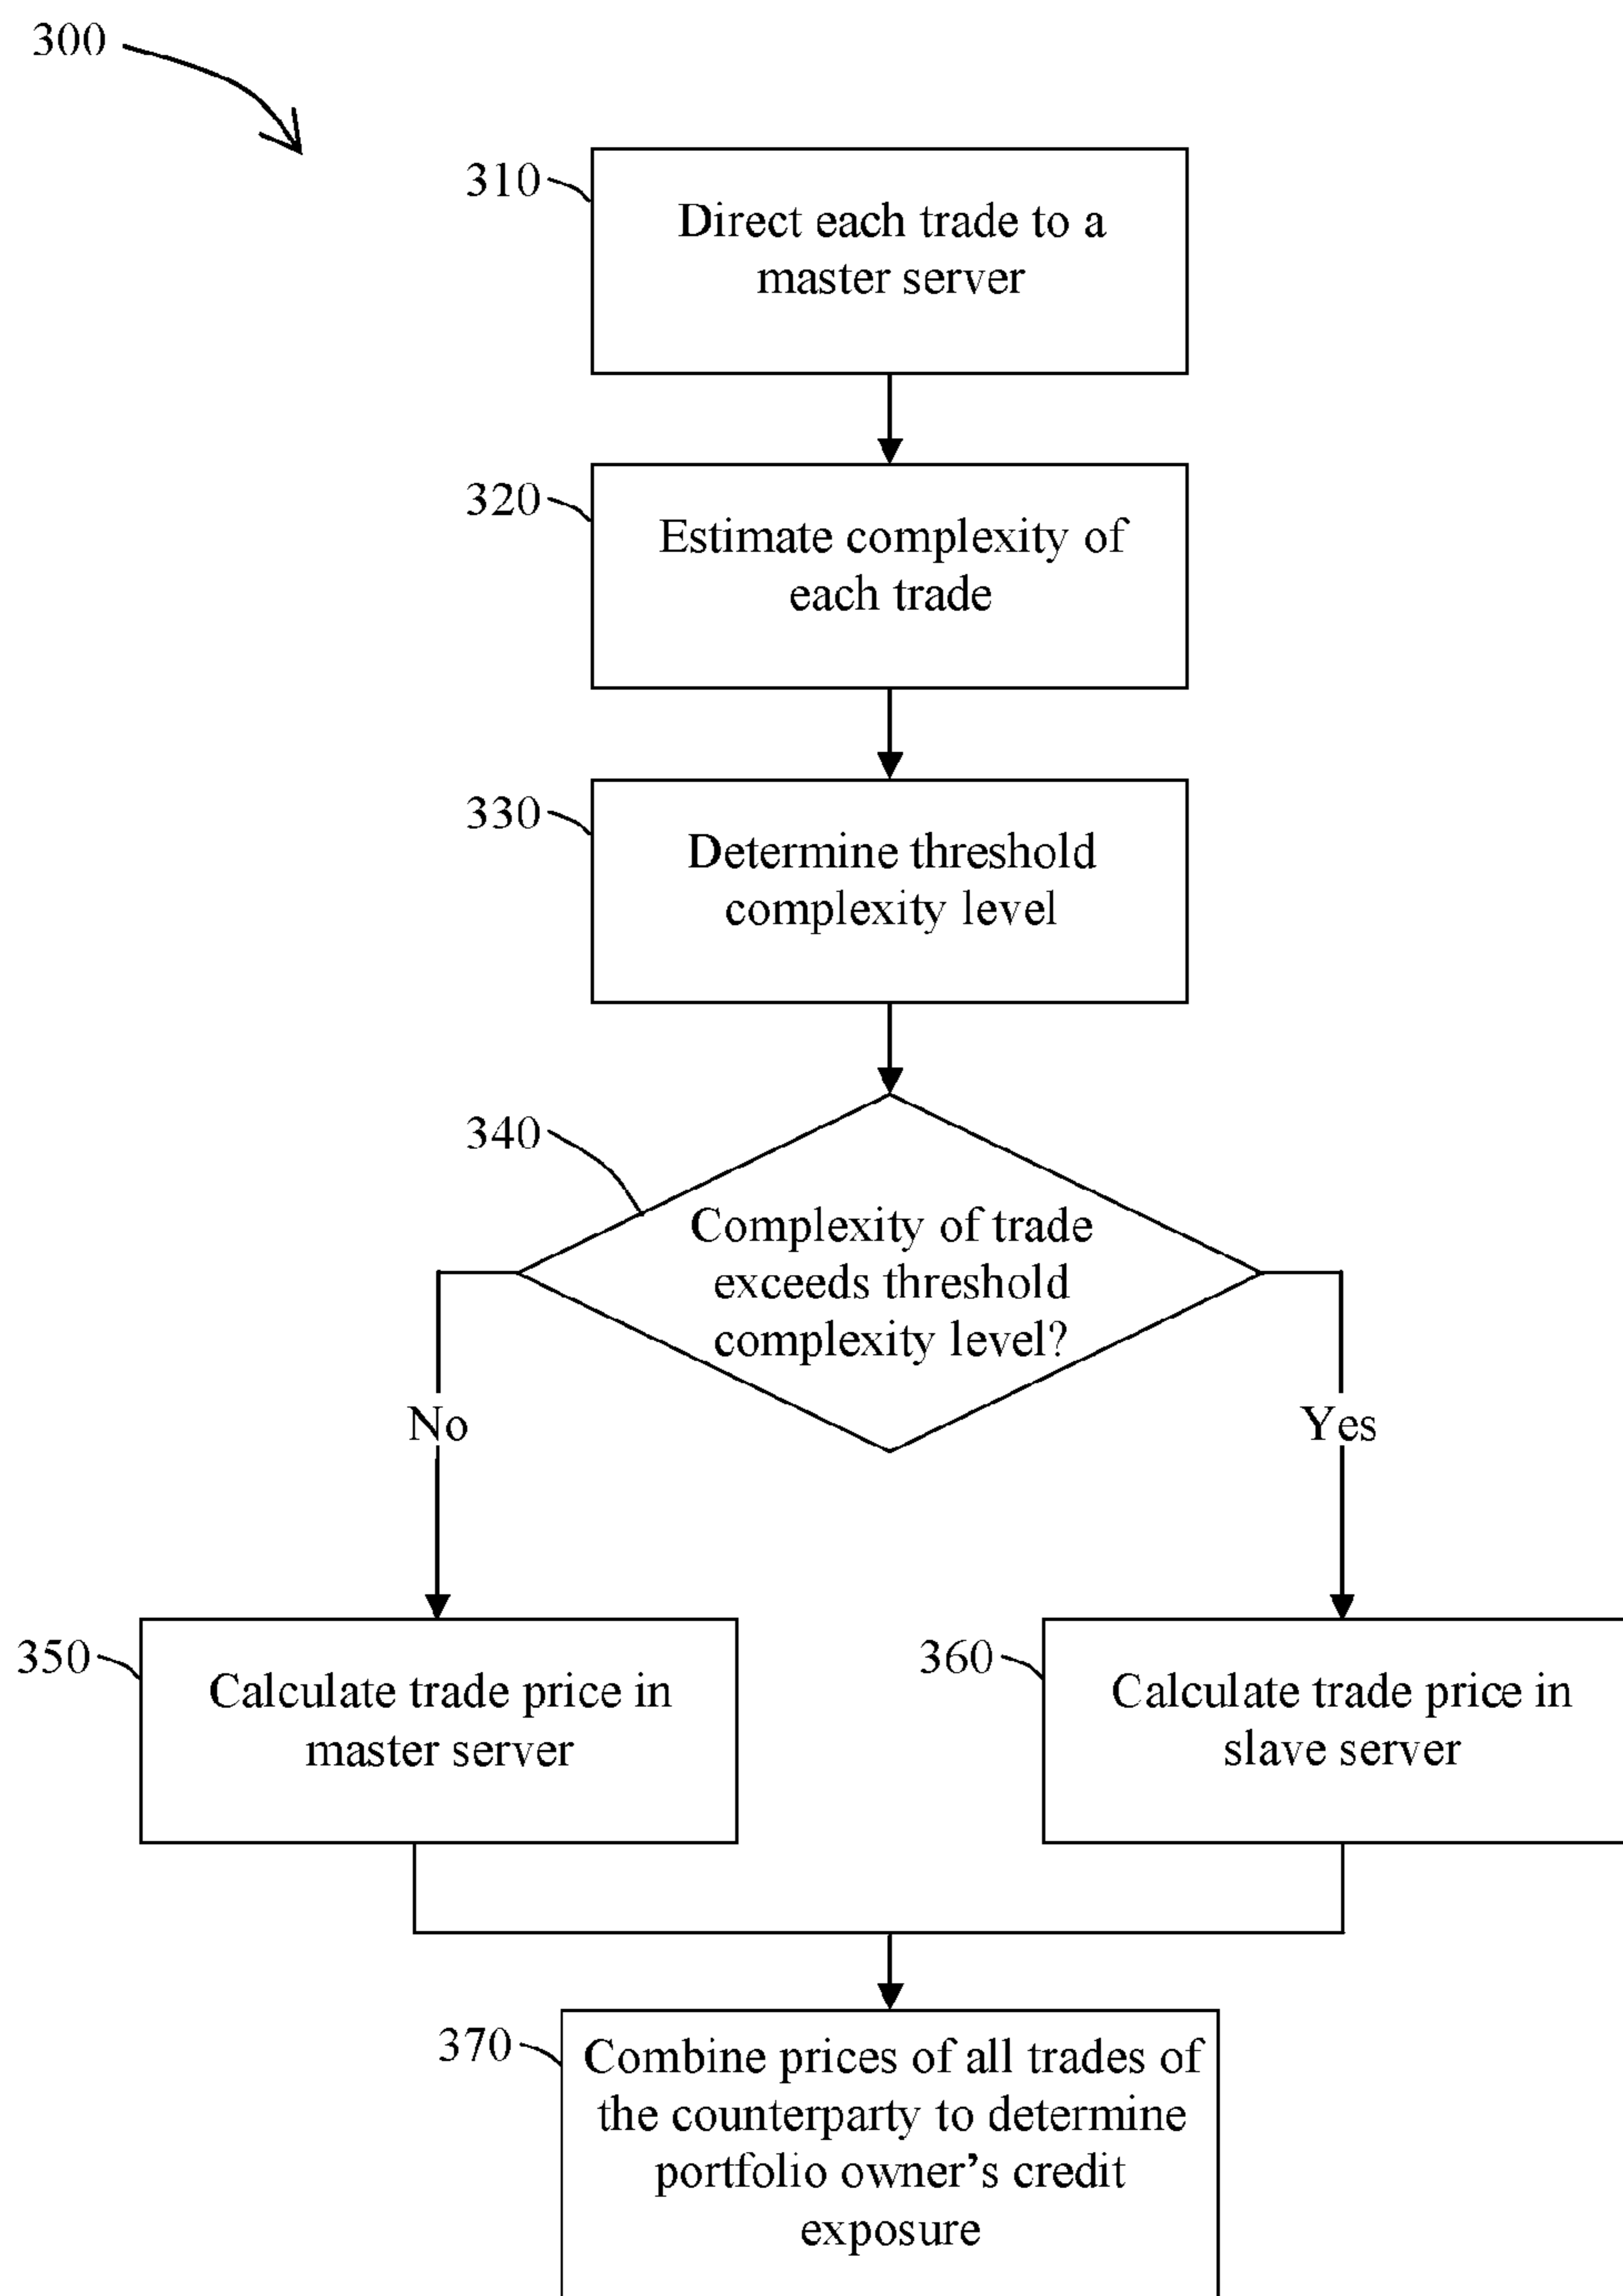 300
310
Direct each trade to a
master server
320
Estimate complexity of
each trade
330
Determine threshold
complexity level
340
Complexity of trade
exceeds threshold
complexity level?
No
Yes
350
Calculate trade price in
master server
360
Calculate trade price in
slave server
370
Combine prices of all trades of
the counterparty to determine
portfolio owner’s credit
exposure